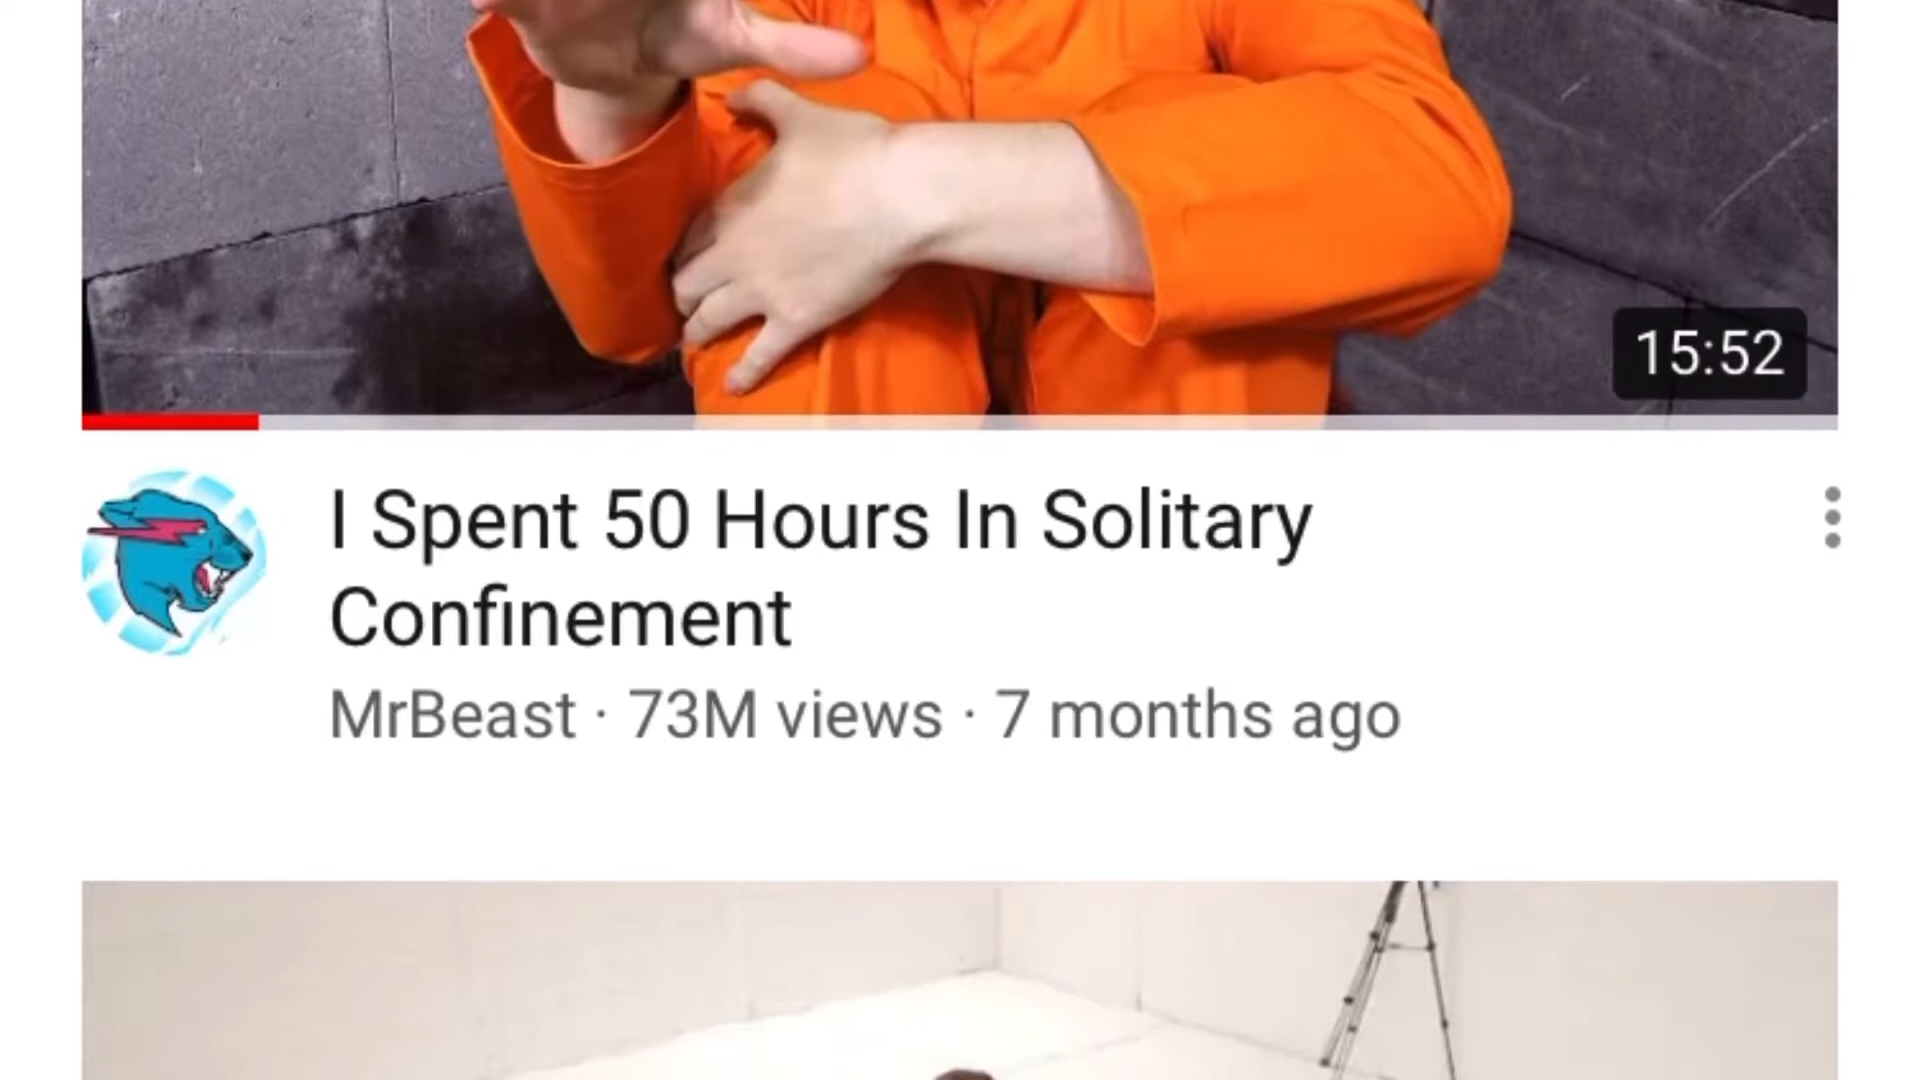 15:52
I Spent 50 Hours In Solitary
Confinement
MrBeast · 73M views · 7 months ago